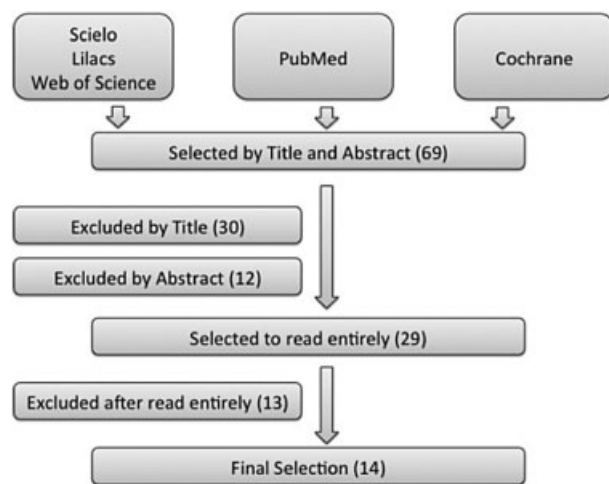 Scielo
Lilacs
Web of Science
PubMed
Cochrane
Selected by Title and Abstract (69)
Excluded by Title (30)
Excluded by Abstract (12)
Selected to read entirely (29)
Excluded after read entirely (13)
Final Selection (14)